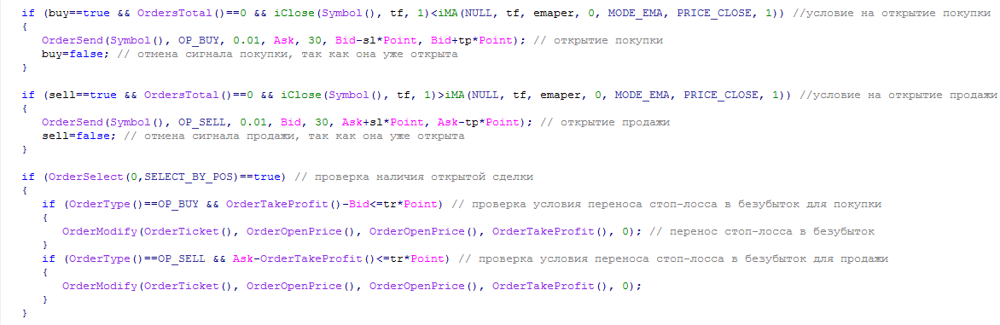 if (buy==true && OrdersTotal()==0 && iClose(Symbol(), tf, 1)<iMA(NULL, tf, emaper, 0, MODE_EMA, PRICE_CLOSE, 1)) //условие на открытие покупки
{
OrderSend(Symbol(), OP_BUY, 0.01, Ask, 30, Bid-sl*Point, Bid+tp*Point); // открытие покупки
buy=false; // отмена сигнала покупки, так как она уже открыта
}
if (sell==true && OrdersTotal()==0 && iClose(Symbol(), tf, 1)>iMA(NULL, tf, emaper, 0, MODE_EMA, PRICE_CLOSE, 1)) //условие на открытие продажи
{
OrderSend(Symbol(), OP_SELL, 0.01, Bid, 30, Ask+sl*Point, Ask-tp*Point); // открытие продажи
sell=false; // отмена сигнала продажи, так как она уже открыта
}
if (OrderSelect(0,SELECT_BY_POS)==true) // проверка наличия открытой сделки
{
if (OrderType()==OP_BUY && OrderTakeProfit()-Bid<=tr*Point) // проверка условия переноса стоп-лосса в безубыток для покупки
{
OrderModify(OrderTicket(), OrderOpenPrice(), OrderOpenPrice(), OrderTakeProfit(), 0); // перенос стоп-лосса в безубыток
}
if (OrderType()==OP_SELL && Ask-OrderTakeProfit()<=tr*Point) // проверка условия переноса стоп-лосса в безубыток для продажи
{
OrderModify(OrderTicket(), OrderOpenPrice(), OrderOpenPrice(), OrderTakeProfit(), 0);
}
}